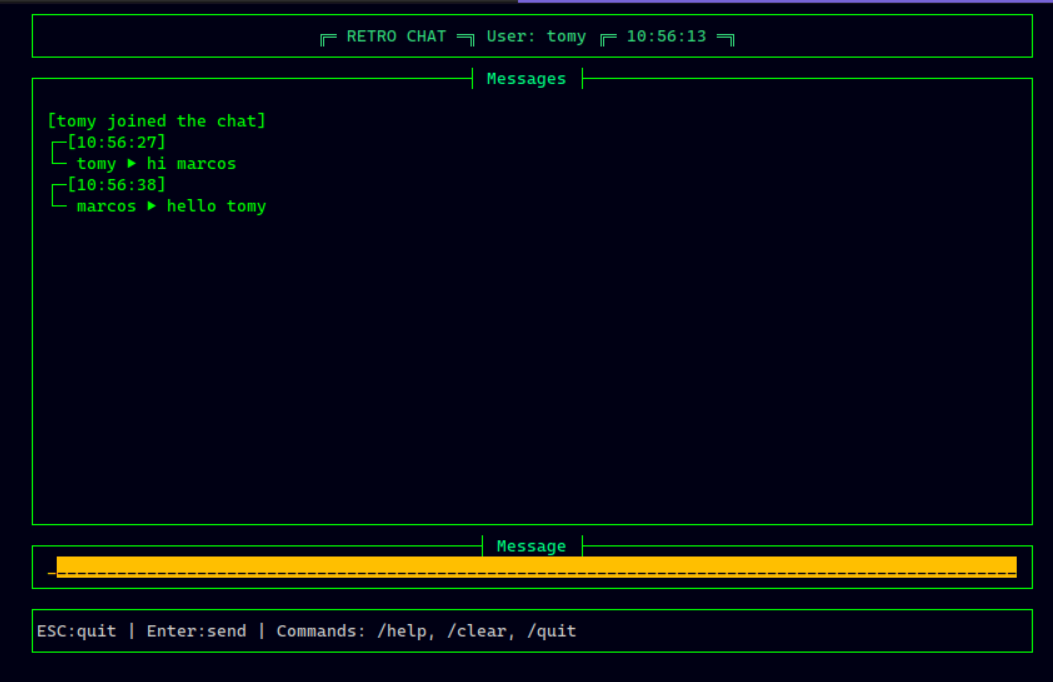 ╔═ RETRO CHAT ═╗ User: tomy ╔═ 10:56:13 ═╗
Messages
[tomy joined the chat]
┌─[10:56:27]
└─ tomy ► hi marcos
┌─[10:56:38]
└─ marcos ► hello tomy
Message
ESC:quit | Enter:send | Commands: /help, /clear, /quit